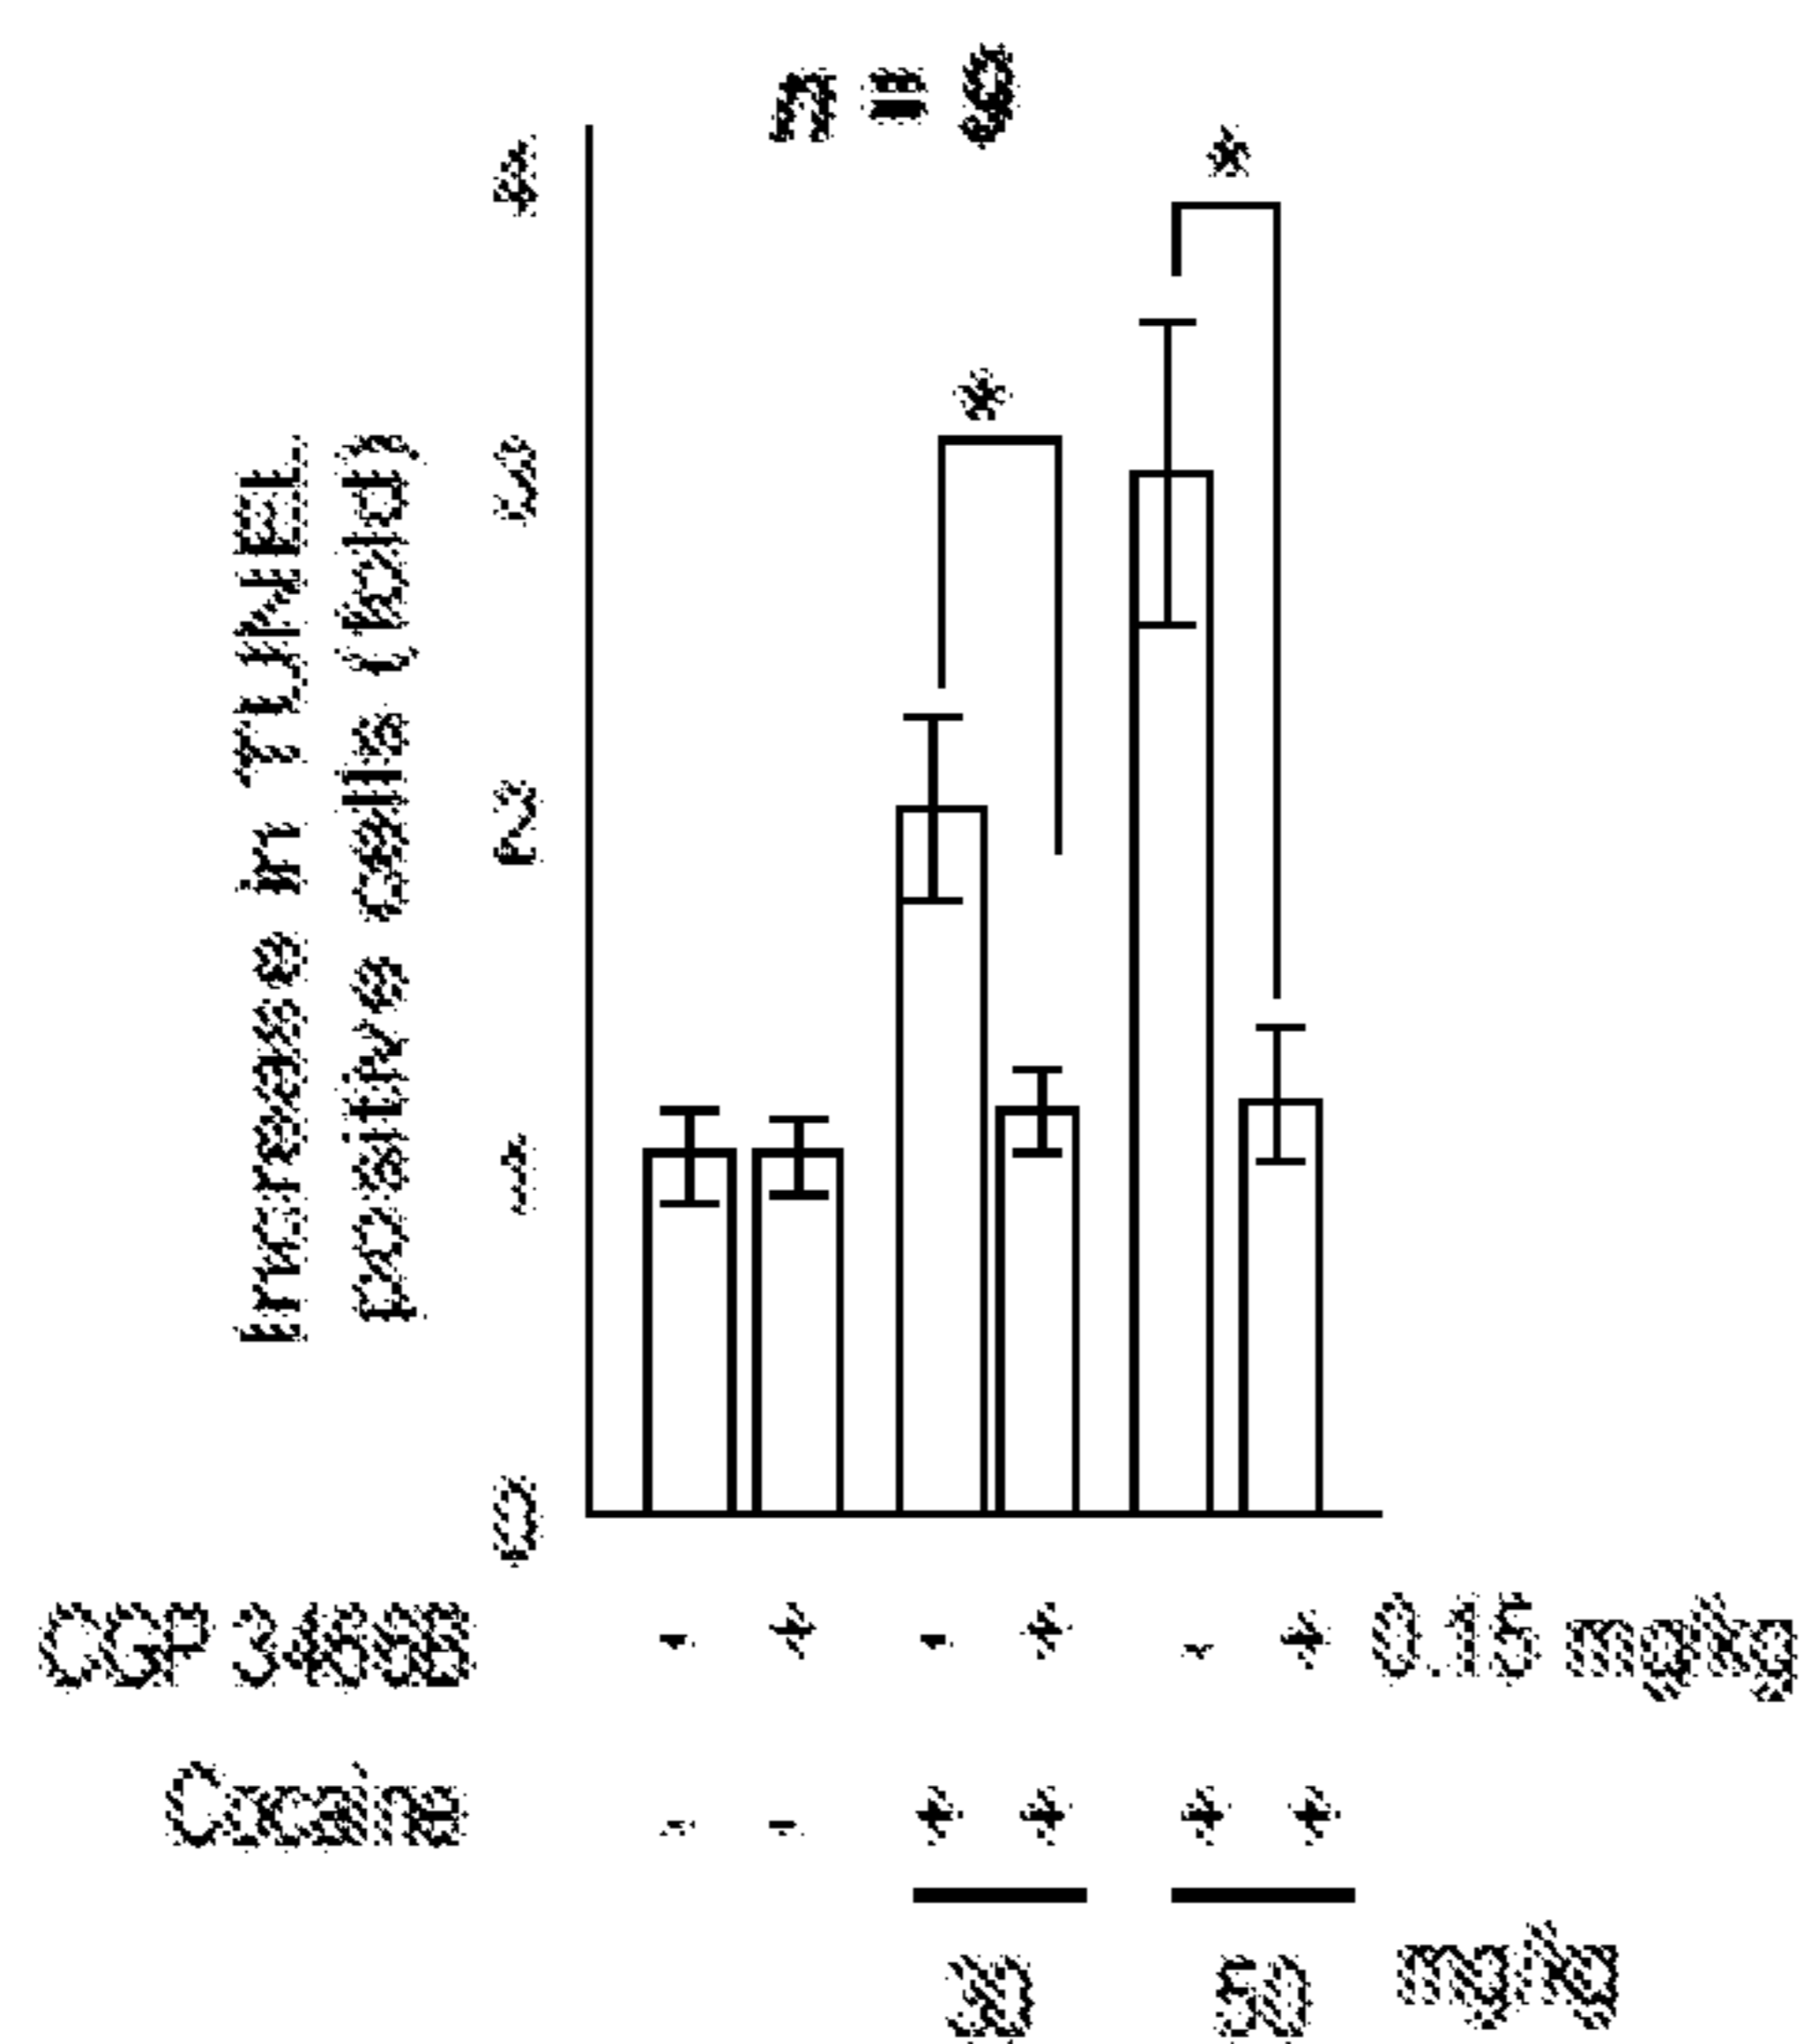 n = 9
*
*
4
3
2
1
0
Increase in TUNEL
positive cells (fold)
CGP 3466B - + - + - + 0.15 mg/kg
Cocaine - - + + + +
30 50 mg/kg